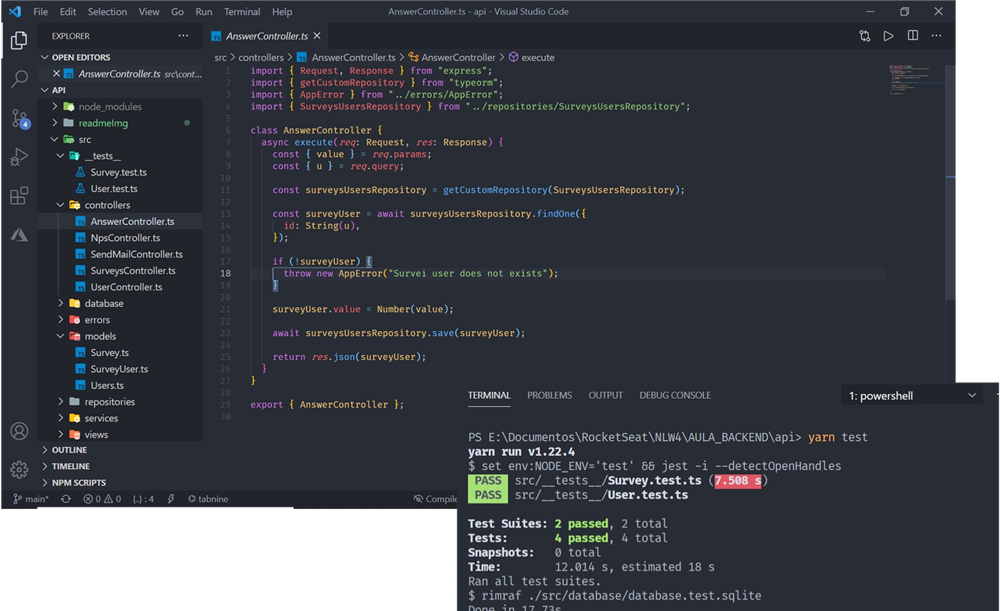 File Edit Selection View Go Run Terminal Help AnswerController.ts - api - Visual Studio Code
EXPLORER
OPEN EDITORS
AnswerController.ts src\cont...
API
node_modules
readmeImg
src
__tests__
Survey.test.ts
User.test.ts
controllers
AnswerController.ts
NpsController.ts
SendMailController.ts
SurveysController.ts
UserController.ts
database
errors
models
Survey.ts
SurveyUser.ts
Users.ts
repositories
services
views
OUTLINE
TIMELINE
NPM SCRIPTS
4
AnswerController.ts
src > controllers > AnswerController.ts > AnswerController > execute
1 import { Request, Response } from "express";
2 import { getCustomRepository } from "typeorm";
3 import { AppError } from "../errors/AppError";
4 import { SurveysUsersRepository } from "../repositories/SurveysUsersRepository";
5
6 class AnswerController {
7 async execute(req: Request, res: Response) {
8 const { value } = req.params;
9 const { u } = req.query;
10
11 const surveysUsersRepository = getCustomRepository(SurveysUsersRepository);
12
13 const surveyUser = await surveysUsersRepository.findOne({
14 id: String(u),
15 });
16
17 if (!surveyUser) {
18 throw new AppError("Survei user does not exists");
19 }
20
21 surveyUser.value = Number(value);
22
23 await surveysUsersRepository.save(surveyUser);
24
25 return res.json(surveyUser);
26 }
27 }
28
29 export { AnswerController };
30
main* 0 0 {..} : 4 tabnine Compile
TERMINAL PROBLEMS OUTPUT DEBUG CONSOLE 1: powershell
PS E:\Documentos\RocketSeat\NLW4\AULA_BACKEND\api> yarn test
yarn run v1.22.4
$ set env:NODE_ENV='test' && jest -i --detectOpenHandles
PASS src/__tests__/Survey.test.ts (7.508 s)
PASS src/__tests__/User.test.ts
Test Suites: 2 passed, 2 total
Tests: 4 passed, 4 total
Snapshots: 0 total
Time: 12.014 s, estimated 18 s
Ran all test suites.
$ rimraf ./src/database/database.test.sqlite
Done in 17.73s.